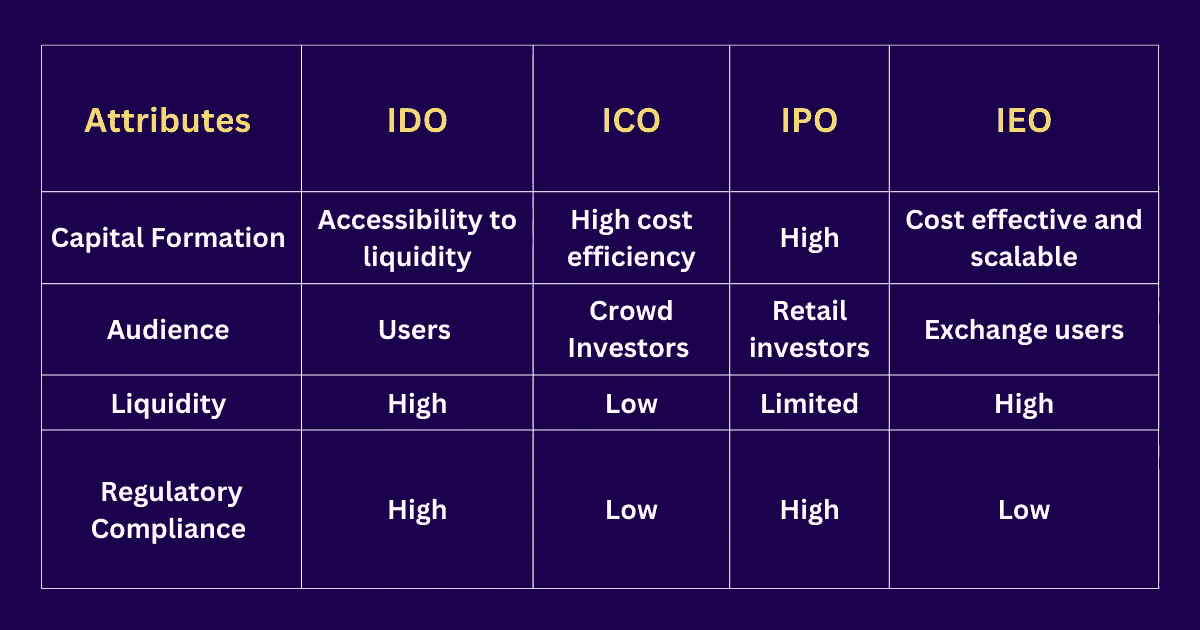 Attributes IDO ICO IPO IEO
Capital Formation
Accessibility to
liquidity
High cost
efficiency
High
Cost effective and
scalable
Audience
Users
Crowd
Investors
Retail
investors
Exchange users
Liquidity High Low Limited High
Regulatory
Compliance
High
Low
High
Low